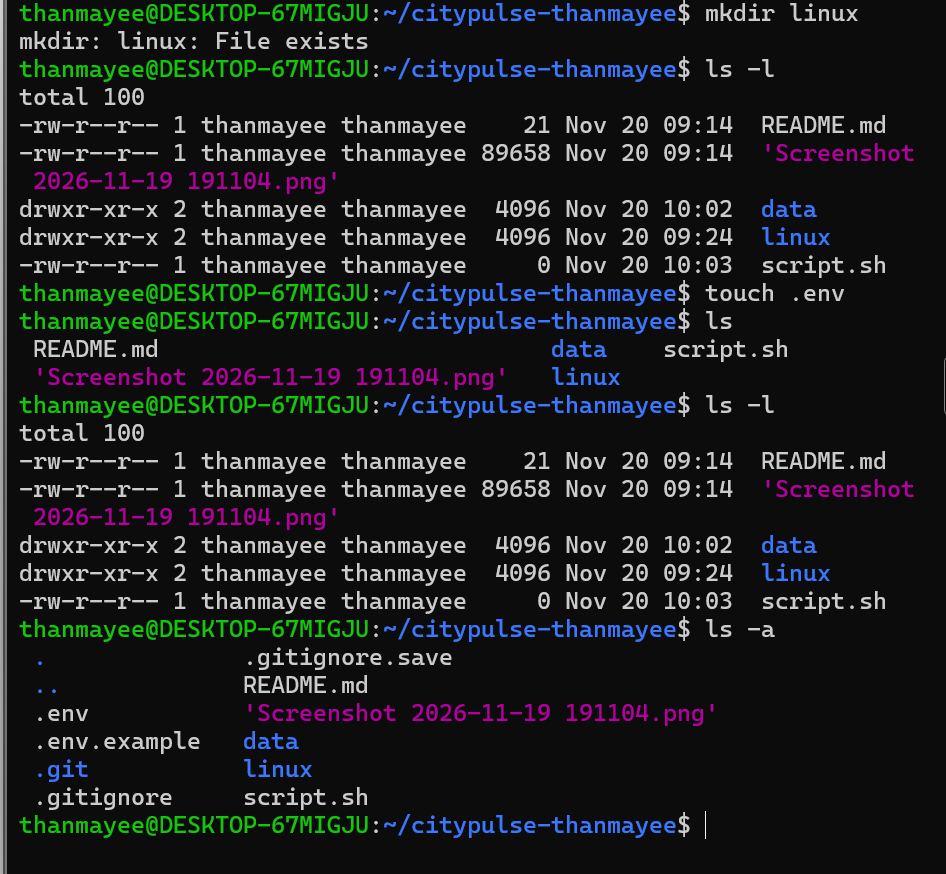 thanmayee@DESKTOP-67MIGJU:~/citypulse-thanmayee$ mkdir linux
mkdir: linux: File exists
thanmayee@DESKTOP-67MIGJU:~/citypulse-thanmayee$ ls -l
total 100
-rw-r--r-- 1 thanmayee thanmayee    21 Nov 20 09:14  README.md
-rw-r--r-- 1 thanmayee thanmayee 89658 Nov 20 09:14  'Screenshot
 2026-11-19 191104.png'
drwxr-xr-x 2 thanmayee thanmayee  4096 Nov 20 10:02  data
drwxr-xr-x 2 thanmayee thanmayee  4096 Nov 20 09:24  linux
-rw-r--r-- 1 thanmayee thanmayee     0 Nov 20 10:03  script.sh
thanmayee@DESKTOP-67MIGJU:~/citypulse-thanmayee$ touch .env
thanmayee@DESKTOP-67MIGJU:~/citypulse-thanmayee$ ls
 README.md                            data    script.sh
 'Screenshot 2026-11-19 191104.png'   linux
thanmayee@DESKTOP-67MIGJU:~/citypulse-thanmayee$ ls -l
total 100
-rw-r--r-- 1 thanmayee thanmayee    21 Nov 20 09:14  README.md
-rw-r--r-- 1 thanmayee thanmayee 89658 Nov 20 09:14  'Screenshot
 2026-11-19 191104.png'
drwxr-xr-x 2 thanmayee thanmayee  4096 Nov 20 10:02  data
drwxr-xr-x 2 thanmayee thanmayee  4096 Nov 20 09:24  linux
-rw-r--r-- 1 thanmayee thanmayee     0 Nov 20 10:03  script.sh
thanmayee@DESKTOP-67MIGJU:~/citypulse-thanmayee$ ls -a
 .              .gitignore.save
 ..             README.md
 .env           'Screenshot 2026-11-19 191104.png'
 .env.example   data
 .git           linux
 .gitignore     script.sh
thanmayee@DESKTOP-67MIGJU:~/citypulse-thanmayee$